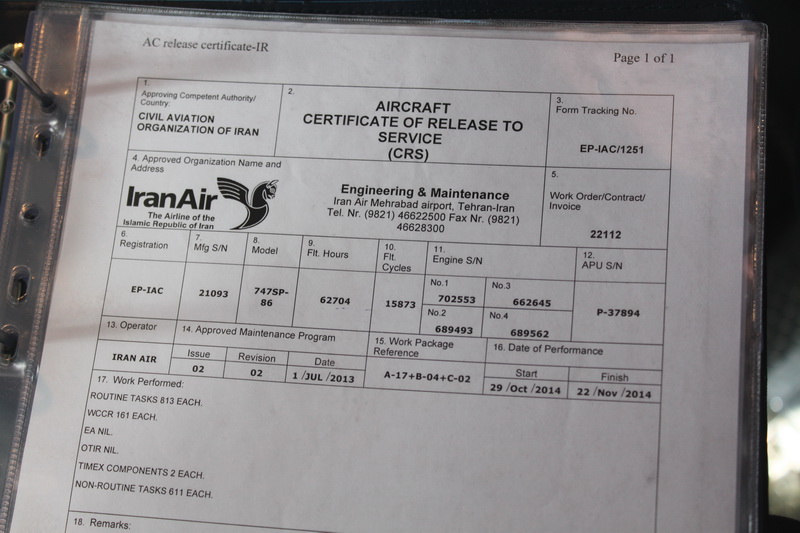 AC release certificate-IR
Page 1 of 1
1.
Approving Competent Authority/
Country:
CIVIL AVIATION
ORGANIZATION OF IRAN
2.
AIRCRAFT
CERTIFICATE OF RELEASE TO
SERVICE
(CRS)
3.
Form Tracking No.
EP-IAC/1251
4. Approved Organization Name and
Address
IranAir
The Airline of the
Islamic Republic of Iran
Engineering & Maintenance
Iran Air Mehrabad airport, Tehran-Iran
Tel. Nr. (9821) 46622500 Fax Nr. (9821)
46628300
5.
Work Order/Contract/
Invoice
22112
6.
Registration
EP-IAC
7.
Mfg S/N
21093
8.
Model
747SP-
86
9.
Flt. Hours
62704
10.
Flt.
Cycles
15873
11.
Engine S/N
No.1
702553
No.3
662645
No.2
689493
No.4
689562
12.
APU S/N
P-37894
13. Operator
IRAN AIR
14. Approved Maintenance Program
Issue
02
Revision
02
Date
1 /JUL /2013
15. Work Package
Reference
A-17+B-04+C-02
16. Date of Performance
Start
29 /Oct /2014
Finish
22 /Nov /2014
17. Work Performed:
ROUTINE TASKS 813 EACH.
WCCR 161 EACH.
EA NIL.
OTIR NIL.
TIMEX COMPONENTS 2 EACH.
NON-ROUTINE TASKS 611 EACH.
18. Remarks: